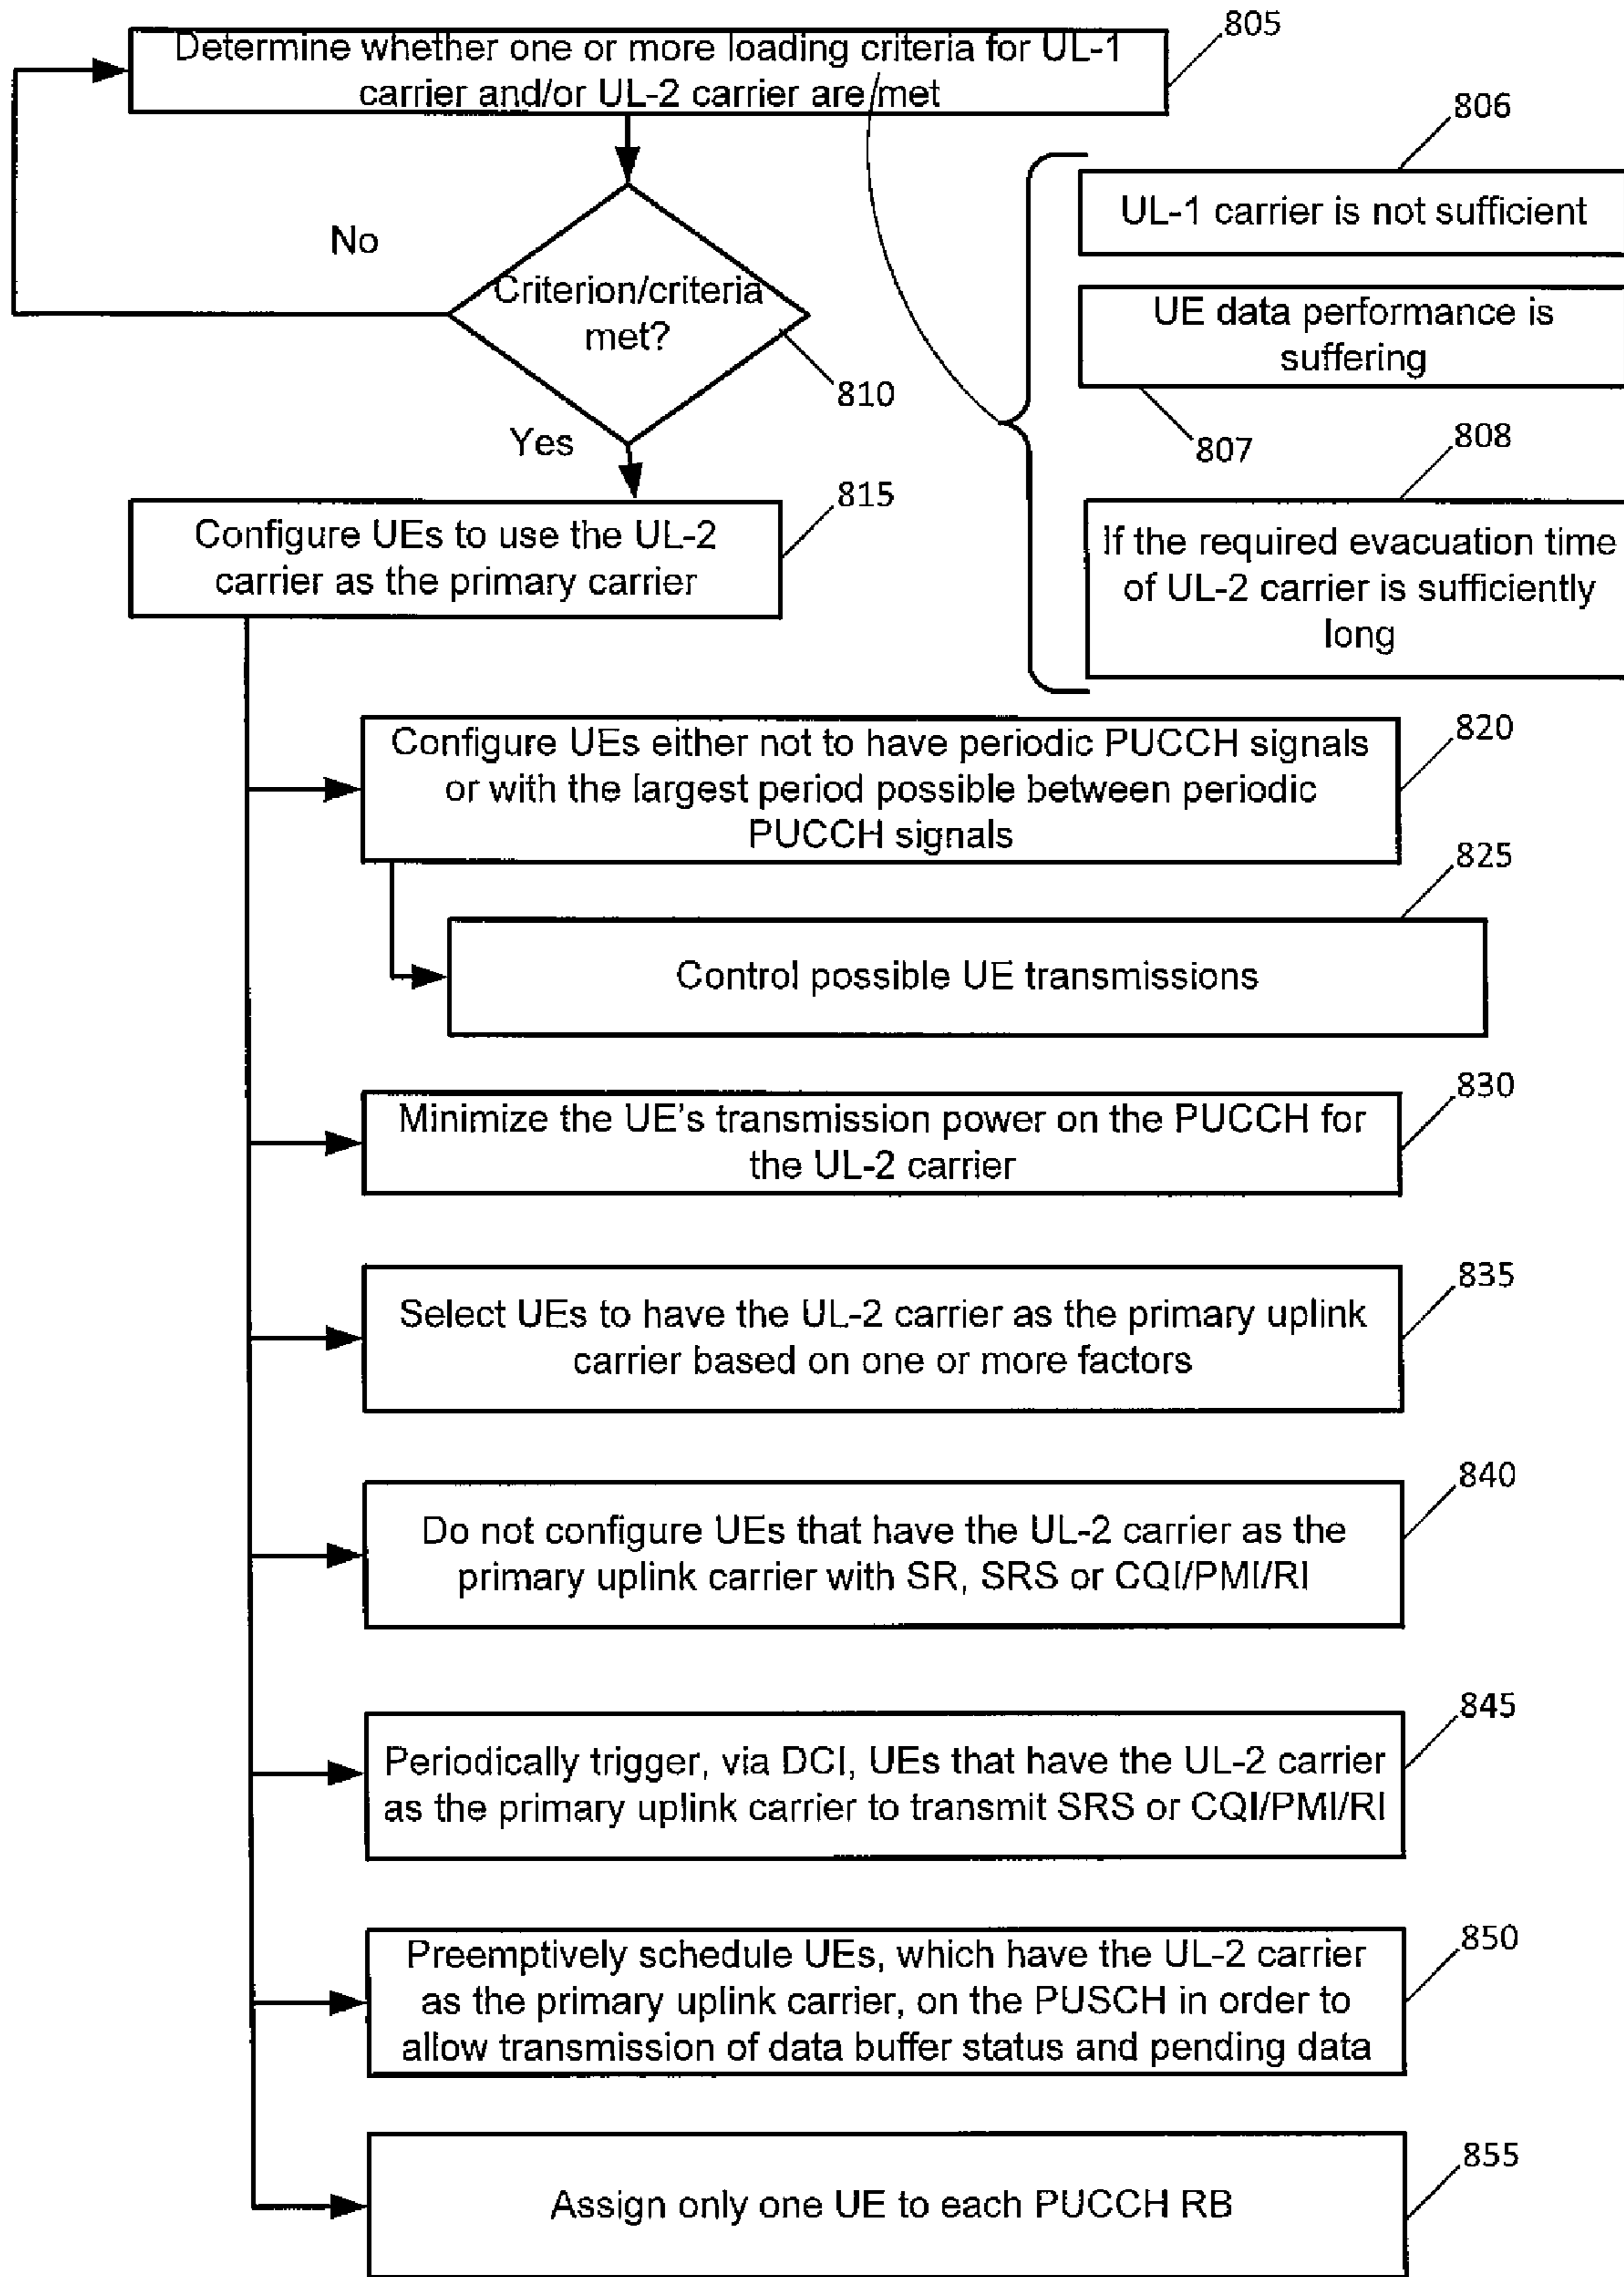 Determine whether one or more loading criteria for UL-1
carrier and/or UL-2 carrier are met
805
806
UL-1 carrier is not sufficient
No
Criterion/criteria
met?
810
UE data performance is
suffering
807
Yes
808
If the required evacuation time
of UL-2 carrier is sufficiently
long
815
Configure UEs to use the UL-2
carrier as the primary carrier
820
Configure UEs either not to have periodic PUCCH signals
or with the largest period possible between periodic
PUCCH signals
825
Control possible UE transmissions
830
Minimize the UE's transmission power on the PUCCH for
the UL-2 carrier
835
Select UEs to have the UL-2 carrier as the primary uplink
carrier based on one or more factors
840
Do not configure UEs that have the UL-2 carrier as the
primary uplink carrier with SR, SRS or CQI/PMI/RI
845
Periodically trigger, via DCI, UEs that have the UL-2 carrier
as the primary uplink carrier to transmit SRS or CQI/PMI/RI
850
Preemptively schedule UEs, which have the UL-2 carrier
as the primary uplink carrier, on the PUSCH in order to
allow transmission of data buffer status and pending data
855
Assign only one UE to each PUCCH RB